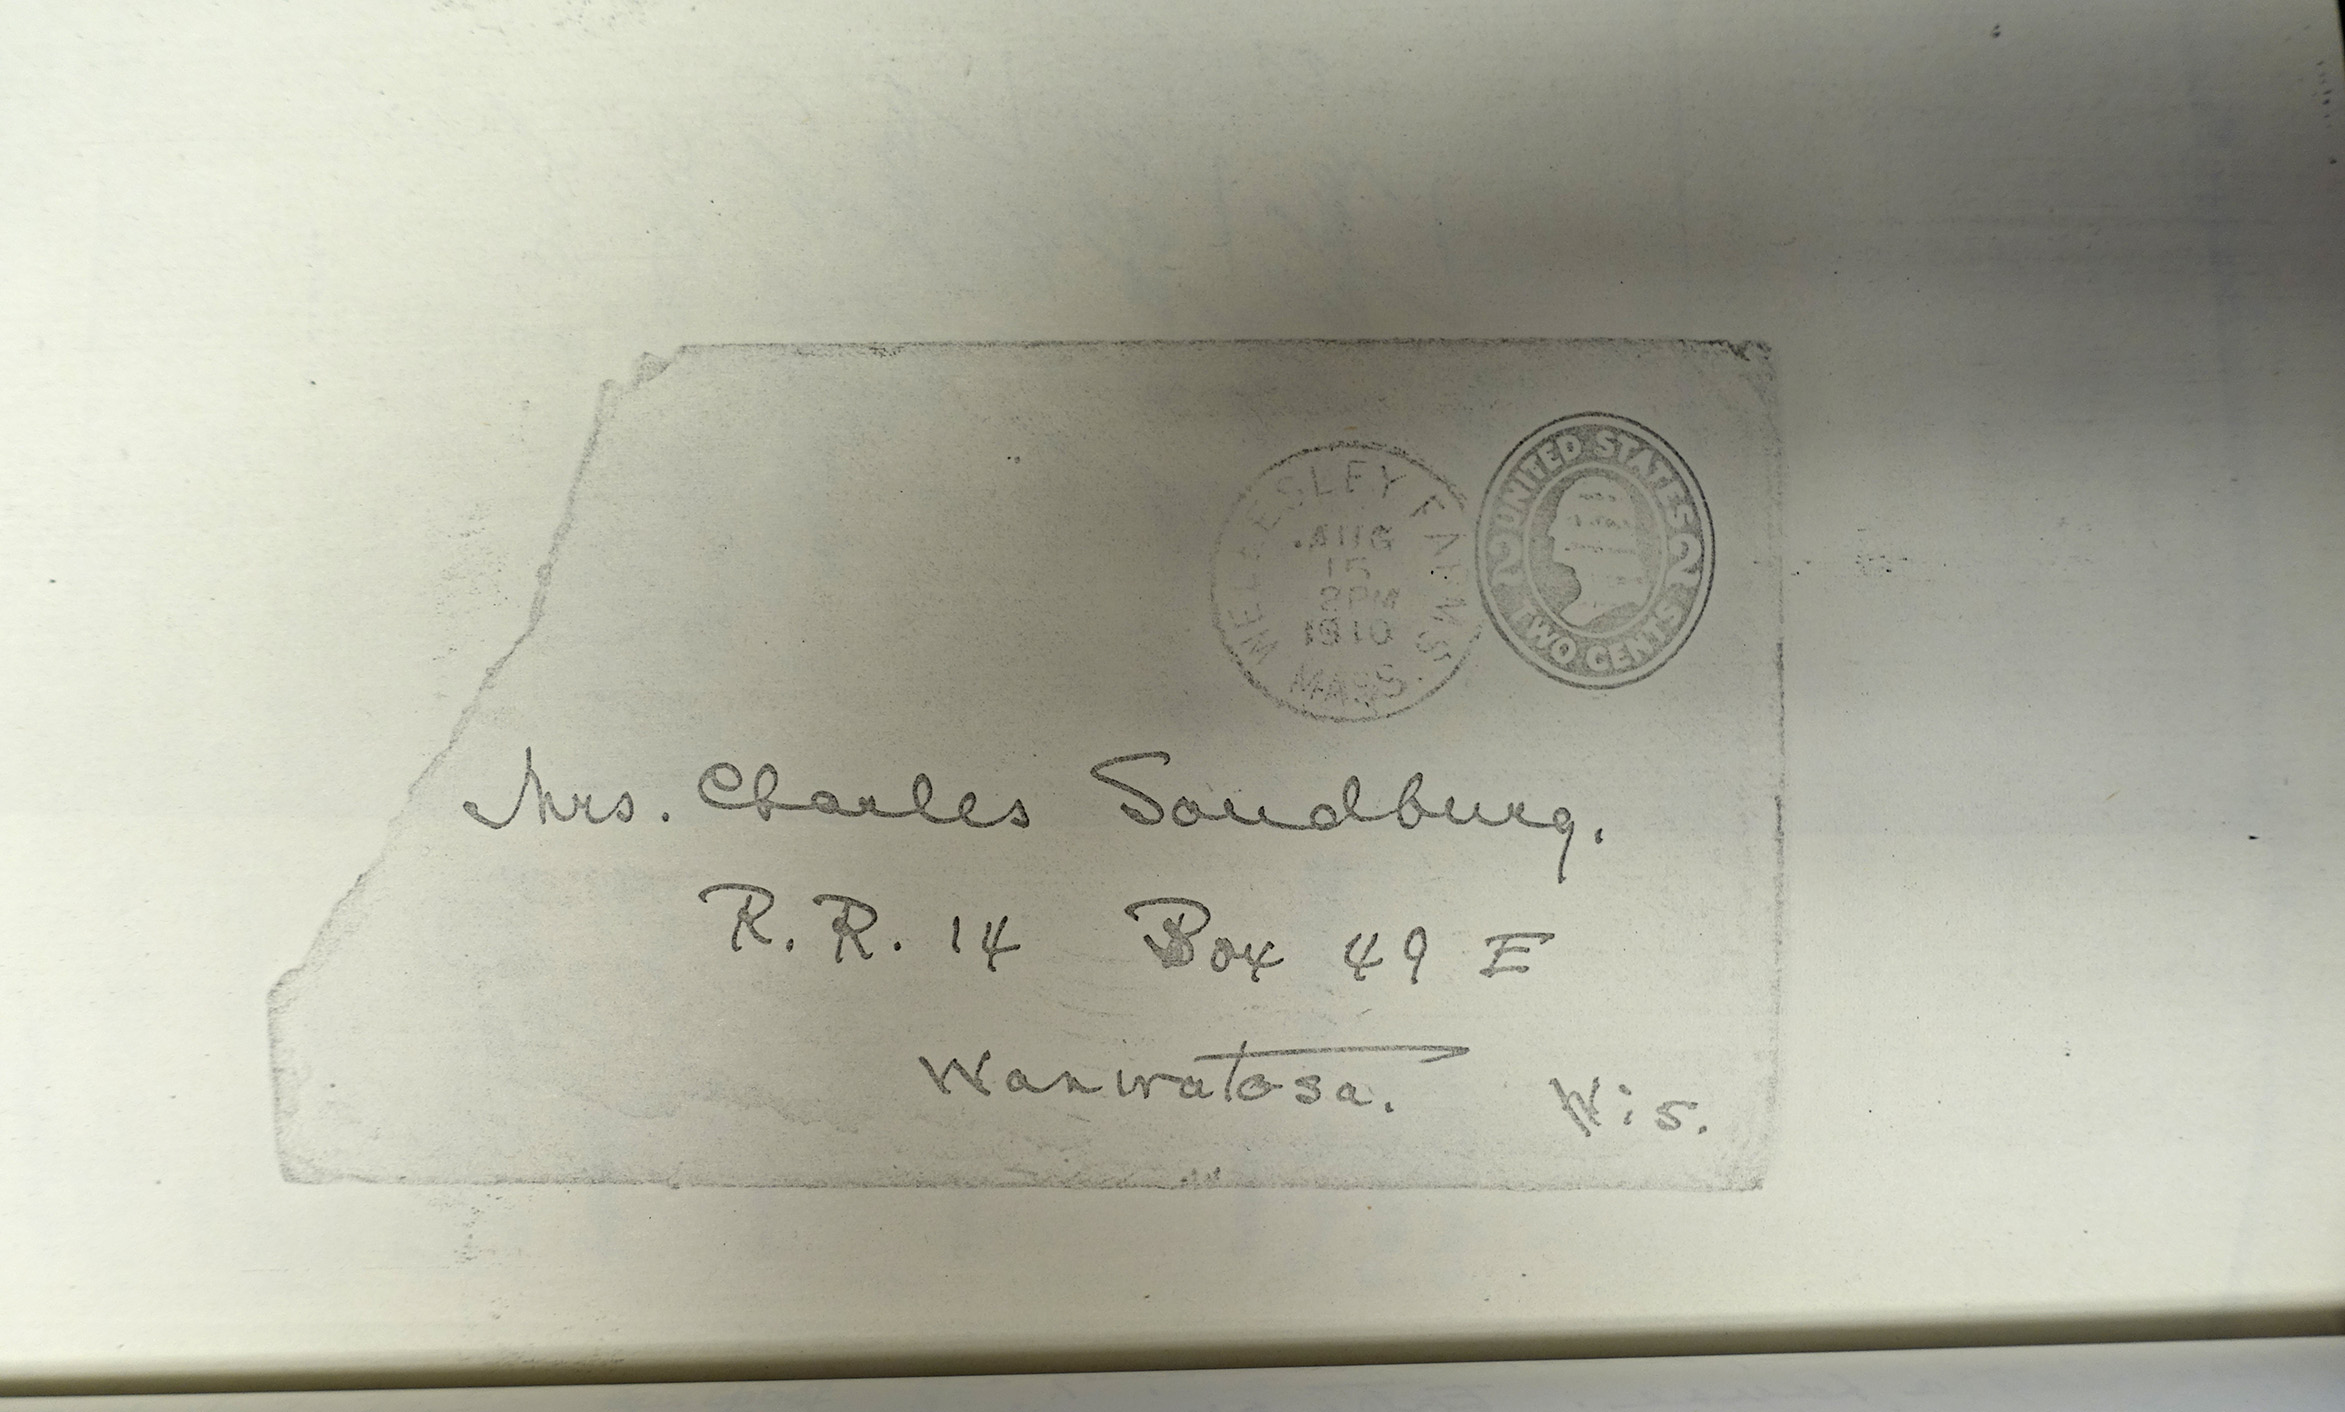 WELLESLEY FARMS
AUG
15
2PM
1910
MASS.
UNITED STATES
2 2
TWO CENTS
Mrs. Charles Sandburg.
R. R. 14 Box 49 E
Wauwatosa. Wis.